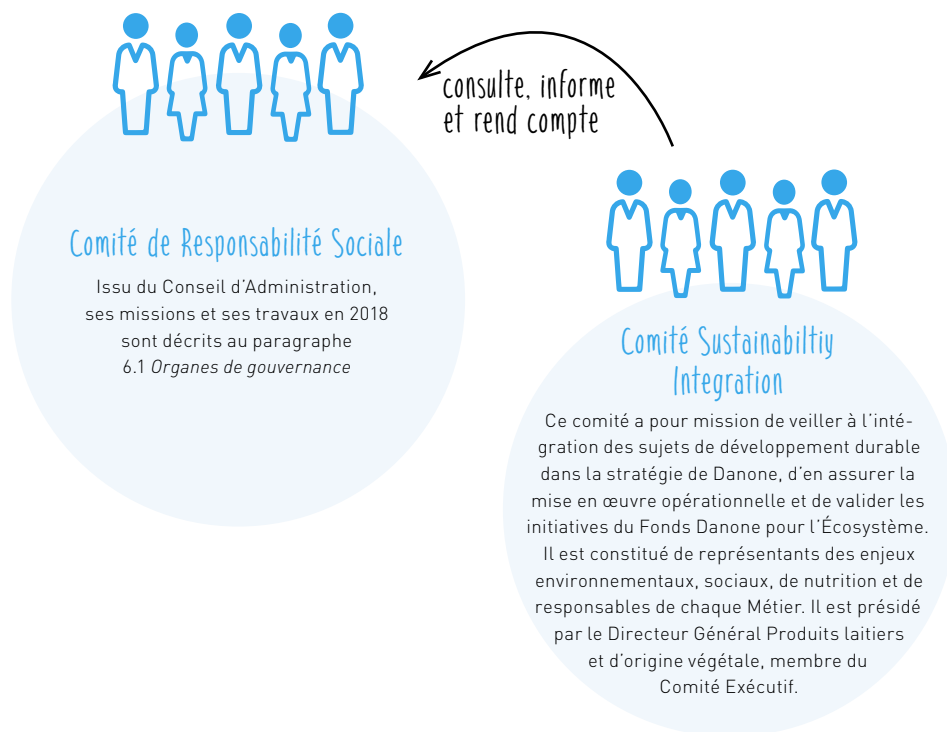 consulte, informe
et rend compte
Comité de Responsabilité Sociale
Issu du Conseil d’Administration,
ses missions et ses travaux en 2018
sont décrits au paragraphe
6.1 Organes de gouvernance
Comité Sustainabiltiy
Integration
Ce comité a pour mission de veiller à l’inté-
gration des sujets de développement durable
dans la stratégie de Danone, d’en assurer la
mise en œuvre opérationnelle et de valider les
initiatives du Fonds Danone pour l’Écosystème.
Il est constitué de représentants des enjeux
environnementaux, sociaux, de nutrition et de
responsables de chaque Métier. Il est présidé
par le Directeur Général Produits laitiers
et d’origine végétale, membre du
Comité Exécutif.